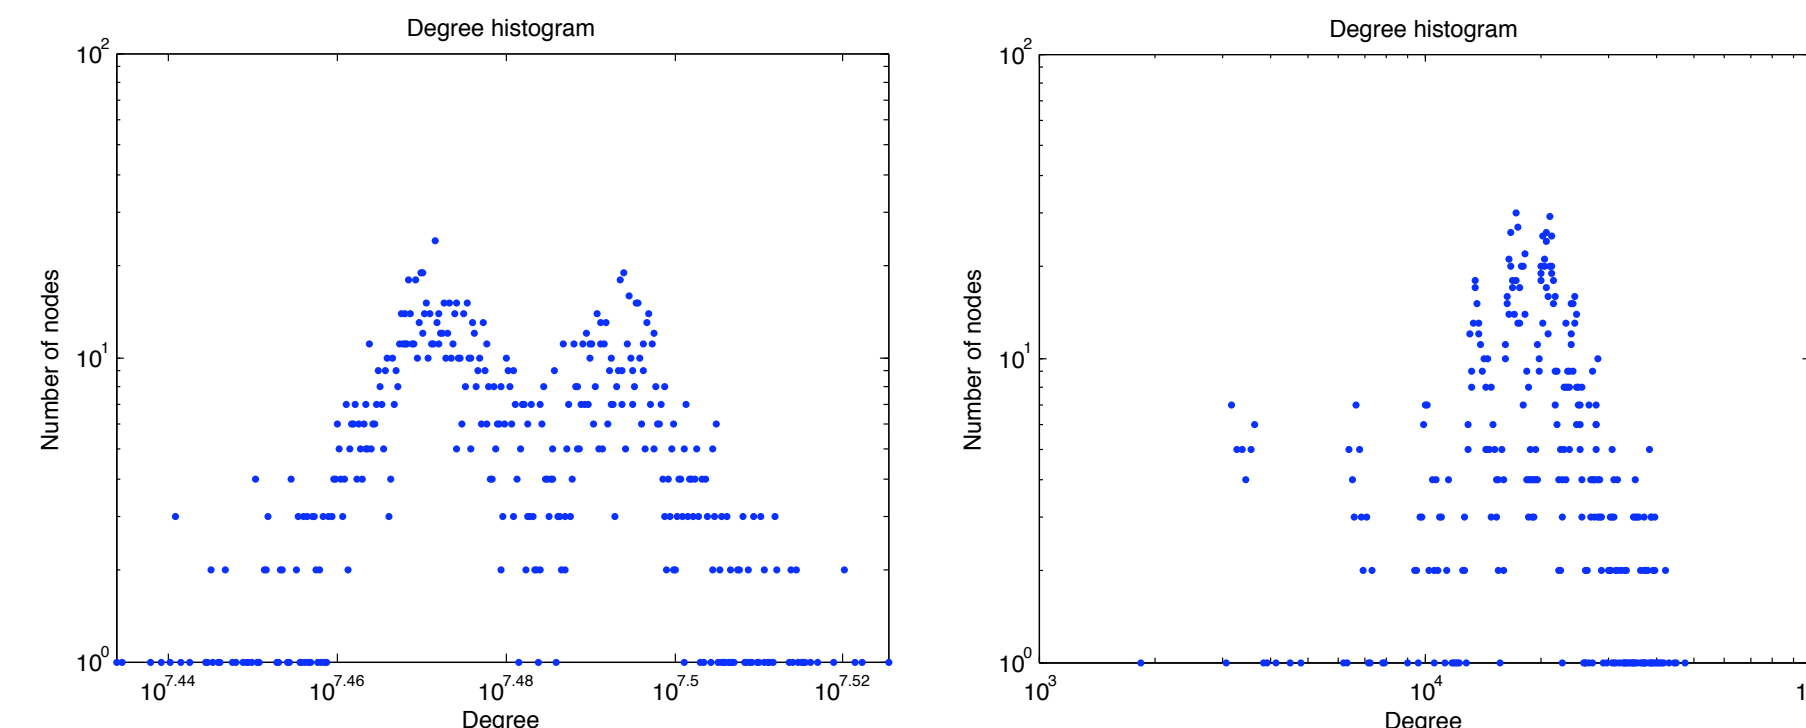 Degree histogram
10^2
10^1
10^0
Number of nodes
10^7.44
10^7.46
10^7.48
10^7.5
10^7.52
Degree
Degree histogram
10^2
10^1
10^0
Number of nodes
10^3
10^4
1
Degree